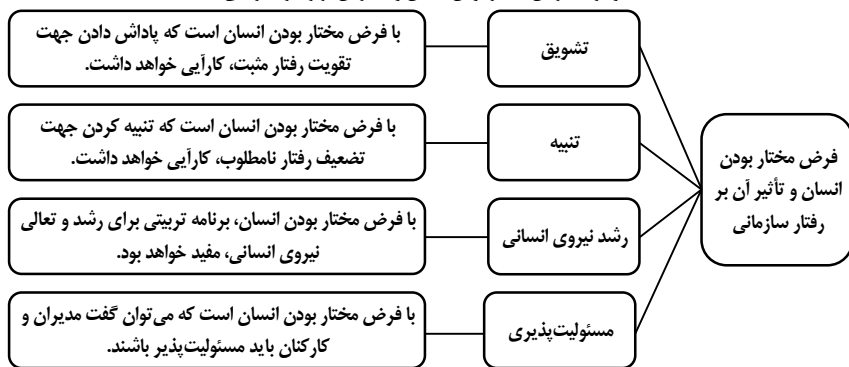 فرض مختار بودن
انسان و تأثیر آن بر
رفتار سازمانی
تشویق
با فرض مختار بودن انسان است که پاداش دادن جهت
تقویت رفتار مثبت، کارآیی خواهد داشت.
تنبیه
با فرض مختار بودن انسان است که تنبیه کردن جهت
تضعیف رفتار نامطلوب، کارآیی خواهد داشت.
رشد نیروی انسانی
با فرض مختار بودن انسان، برنامه تربیتی برای رشد و تعالی
نیروی انسانی، مفید خواهد بود.
مسئولیت‌پذیری
با فرض مختار بودن انسان است که می‌توان گفت مدیران و
کارکنان باید مسئولیت‌پذیر باشند.